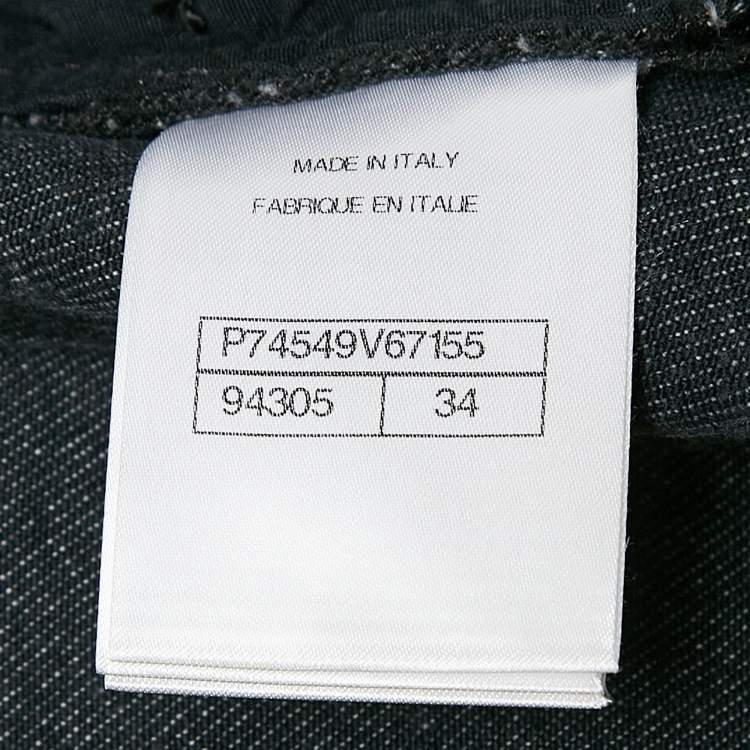 MADE IN ITALY
FABRIQUE EN ITALIE
P74549V67155
94305 34